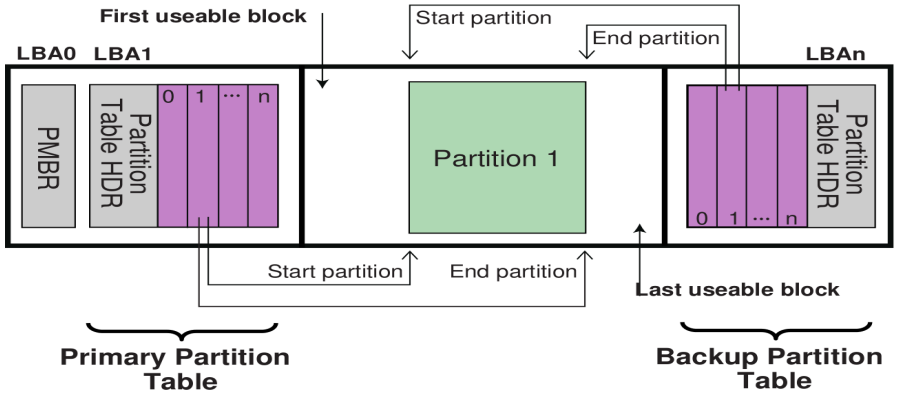 First useable block
Start partition
End partition
LBA0
LBA1
LBAn
PMBR
Partition
Table HDR
0 1 ... n
Partition 1
0 1 ... n
Partition
Table HDR
Start partition
End partition
Last useable block
Primary Partition
Table
Backup Partition
Table